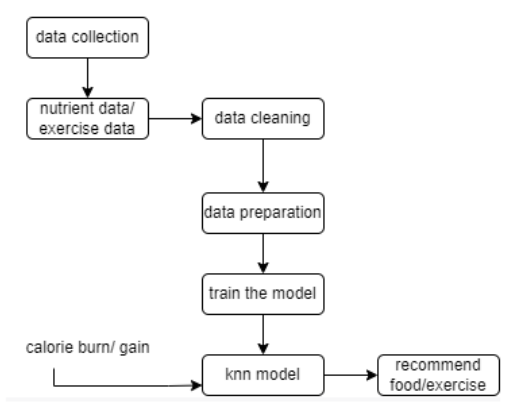 data collection
nutrient data/
exercise data
data cleaning
data preparation
train the model
calorie burn/ gain
knn model
recommend
food/exercise